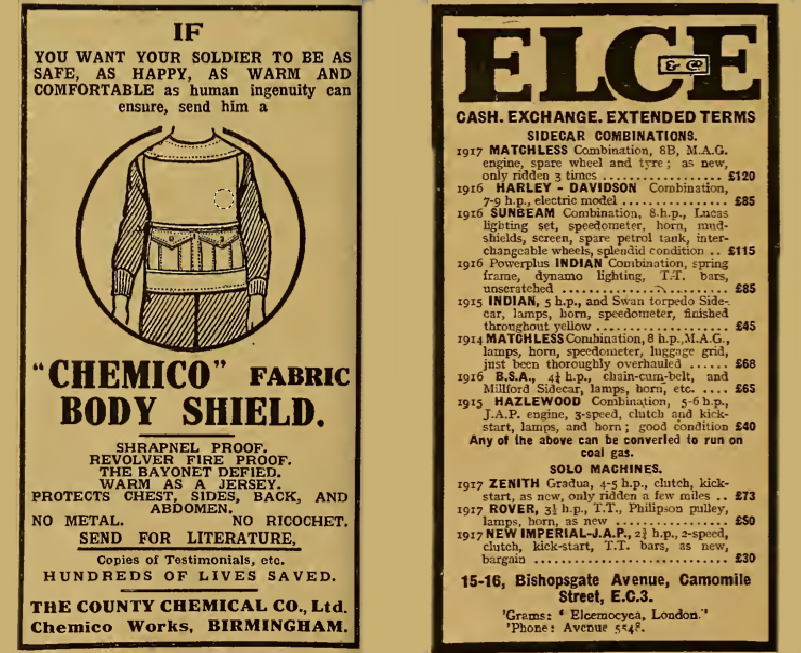 IF
YOU WANT YOUR SOLDIER TO BE AS
SAFE, AS HAPPY, AS WARM AND
COMFORTABLE as human ingenuity can
ensure, send him a
"CHEMICO" FABRIC
BODY SHIELD.
SHRAPNEL PROOF.
REVOLVER FIRE PROOF.
THE BAYONET DEFIED.
WARM AS A JERSEY.
PROTECTS CHEST, SIDES, BACK, AND
ABDOMEN.
NO METAL. NO RICOCHET.
SEND FOR LITERATURE,
Copies of Testimonials, etc.
HUNDREDS OF LIVES SAVED.
THE COUNTY CHEMICAL CO., Ltd.
Chemico Works, BIRMINGHAM.
ELCE & Co
CASH. EXCHANGE. EXTENDED TERMS
SIDECAR COMBINATIONS.
1917 MATCHLESS Combination, 8B, M.A.G.
engine, spare wheel and tyre; as new,
only ridden 3 times .................. £120
1916 HARLEY-DAVIDSON Combination,
7-9 h.p., electric model ............... £85
1916 SUNBEAM Combination, 8 h.p., Lucas
lighting set, speedometer, horn, mud-
shields, screen, spare petrol tank, inter-
changeable wheels, splendid condition .. £115
1916 Powerplus INDIAN Combination, spring
frame, dynamo lighting, T.T. bars,
unscratched ...................... £85
1915 INDIAN, 5 h.p., and Swan torpedo Side-
car, lamps, horn, speedometer, finished
throughout yellow .................. £45
1914 MATCHLESS Combination, 8 h.p., M.A.G.,
lamps, horn, speedometer, luggage grid,
just been thoroughly overhauled ...... £68
1916 B.S.A., 4¼ h.p., chain-cum-belt, and
Millford Sidecar, lamps, horn, etc. .... £65
1915 HAZLEWOOD Combination, 5-6 h.p.,
J.A.P. engine, 3-speed, clutch and kick-
start, lamps, and horn; good condition £40
Any of the above can be converted to run on
coal gas.
SOLO MACHINES.
1917 ZENITH Gradua, 4-5 h.p., clutch, kick-
start, as new, only ridden a few miles .. £73
1917 ROVER, 3½ h.p., T.T., Philipson pulley,
lamps, horn, as new ................ £50
1917 NEW IMPERIAL-J.A.P., 2¾ h.p., 2-speed,
clutch, kick-start, T.T. bars, as new,
bargain .......................... £30
15-16, Bishopsgate Avenue, Camomile
Street, E.C.3.
'Grams: "Elcemocyca, London."
'Phone: Avenue 5548.